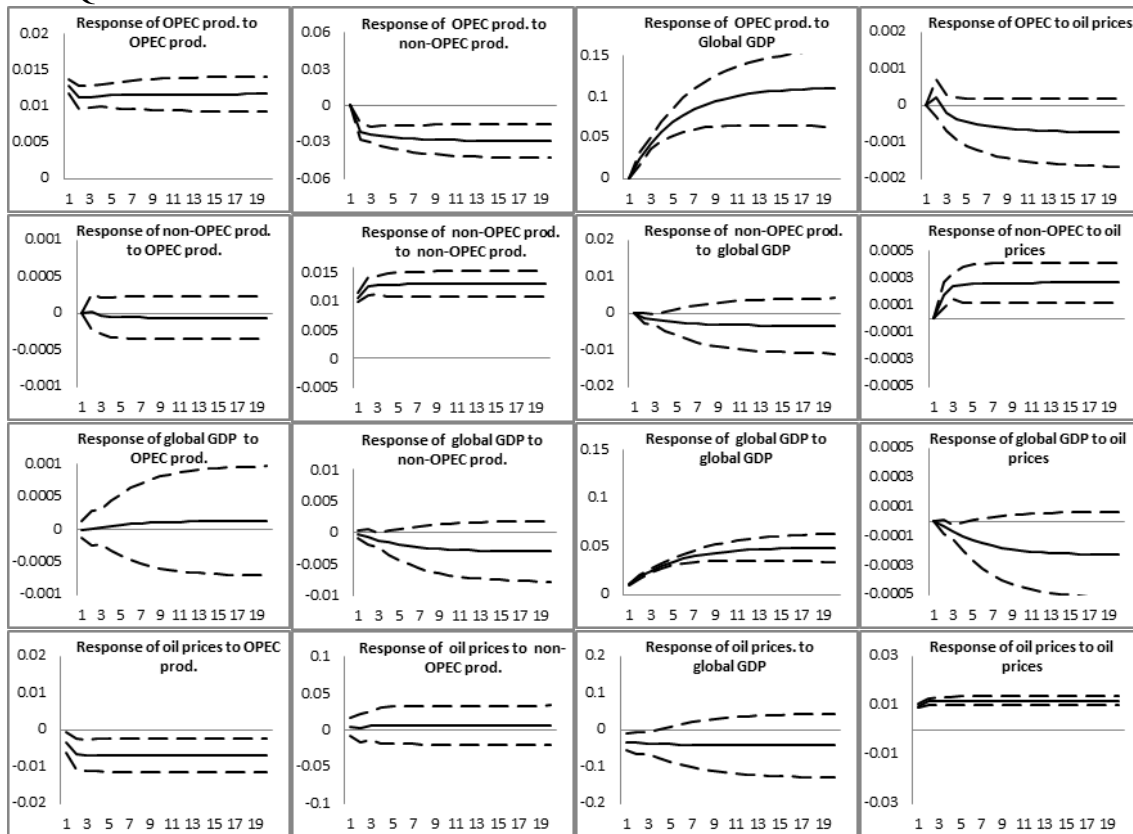 Response of OPEC prod. to
OPEC prod.
0.02
0.015
0.01
0.005
0
1 3 5 7 9 11 13 15 17 19
Response of OPEC prod. to
non-OPEC prod.
0.06
0.03
0
-0.03
-0.06
1 3 5 7 9 11 13 15 17 19
Response of OPEC prod. to
Global GDP
0.15
0.1
0.05
0
1 3 5 7 9 11 13 15 17 19
Response of OPEC to oil prices
0.002
0.001
0
-0.001
-0.002
1 3 5 7 9 11 13 15 17 19
Response of non-OPEC prod.
to OPEC prod.
0.001
0.0005
0
-0.0005
-0.001
1 3 5 7 9 11 13 15 17 19
Response of non-OPEC prod.
to non-OPEC prod.
0.015
0.01
0.005
0
-0.005
1 3 5 7 9 11 13 15 17 19
Response of non-OPEC prod.
to global GDP
0.02
0.01
0
-0.01
-0.02
1 3 5 7 9 11 13 15 17 19
Response of non-OPEC to oil
prices
0.0005
0.0003
0.0001
-0.0001
-0.0003
-0.0005
1 3 5 7 9 11 13 15 17 19
Response of global GDP to
OPEC prod.
0.001
0.0005
0
-0.0005
-0.001
1 3 5 7 9 11 13 15 17 19
Response of global GDP to
non-OPEC prod.
0.01
0.005
0
-0.005
-0.01
1 3 5 7 9 11 13 15 17 19
Response of global GDP to
global GDP
0.15
0.1
0.05
0
1 3 5 7 9 11 13 15 17 19
Response of global GDP to oil
prices
0.0005
0.0003
0.0001
-0.0001
-0.0003
-0.0005
1 3 5 7 9 11 13 15 17 19
Response of oil prices to OPEC
prod.
0.02
0.01
0
-0.01
-0.02
1 3 5 7 9 11 13 15 17 19
Response of oil prices to non-
OPEC prod.
0.1
0.05
0
-0.05
-0.1
1 3 5 7 9 11 13 15 17 19
Response of oil prices. to
global GDP
0.2
0.1
0
-0.1
-0.2
1 3 5 7 9 11 13 15 17 19
Response of oil prices to oil
prices
0.03
0.01
-0.01
-0.03
1 3 5 7 9 11 13 15 17 19